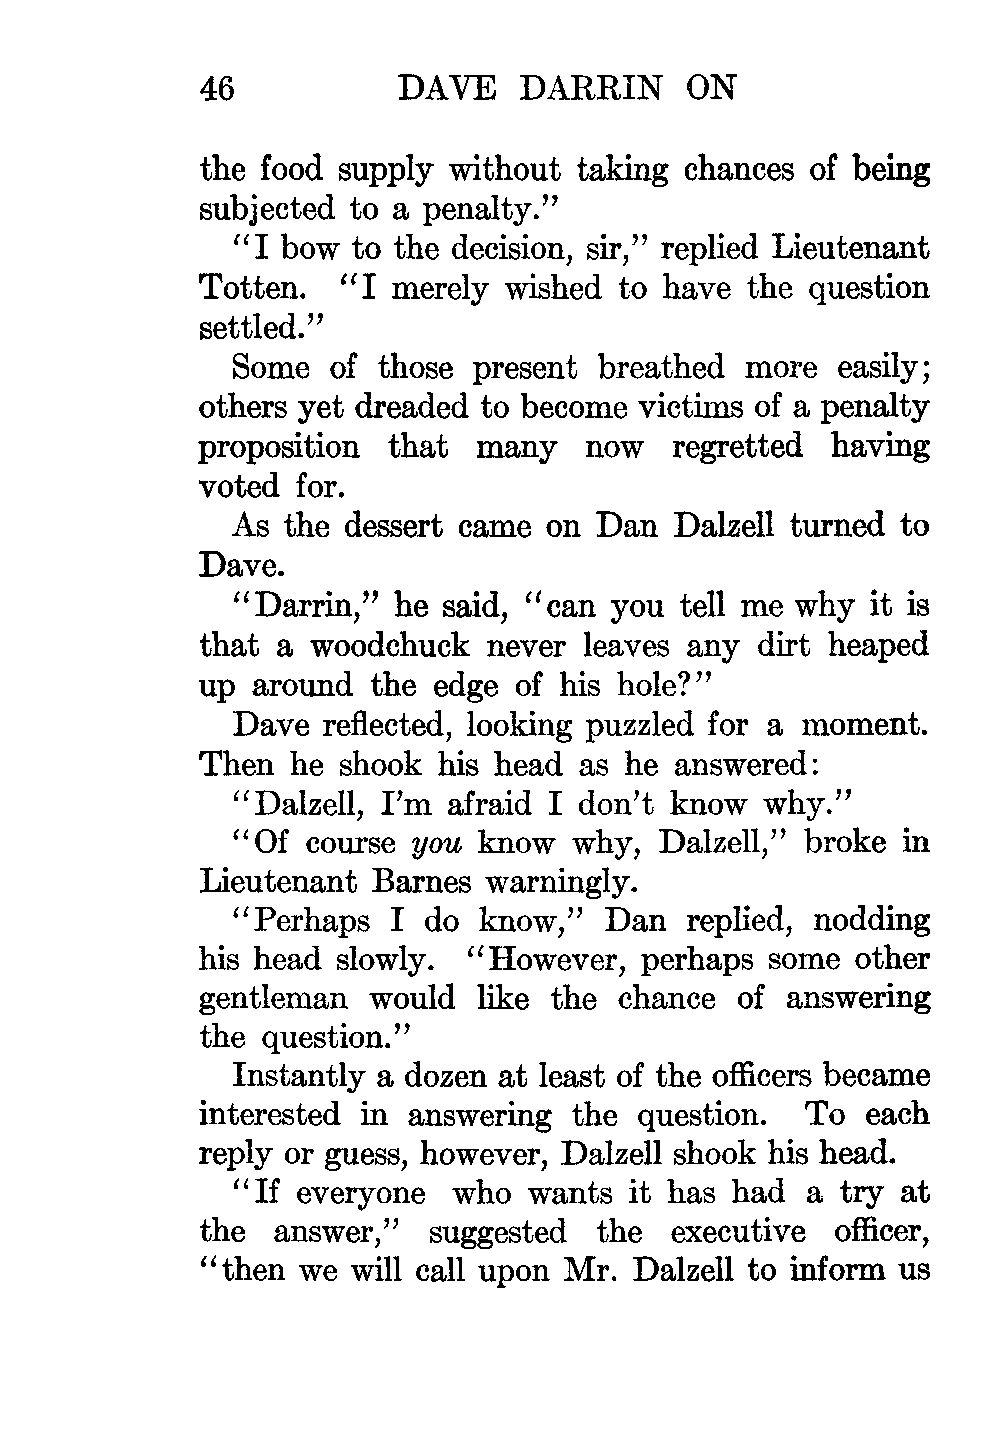 46 DAVE DARRIN ON
the food supply without taking chances of being
subjected to a penalty.”
“I bow to the decision, sir,” replied Lieutenant
Totten. “I merely wished to have the question
settled.”
Some of those present breathed more easily;
others yet dreaded to become victims of a penalty
proposition that many now regretted having
voted for.
As the dessert came on Dan Dalzell turned to
Dave.
“Darrin,” he said, “can you tell me why it is
that a woodchuck never leaves any dirt heaped
up around the edge of his hole?”
Dave reflected, looking puzzled for a moment.
Then he shook his head as he answered:
“Dalzell, I’m afraid I don’t know why.”
“Of course you know why, Dalzell,” broke in
Lieutenant Barnes warningly.
“Perhaps I do know,” Dan replied, nodding
his head slowly. “However, perhaps some other
gentleman would like the chance of answering
the question.”
Instantly a dozen at least of the officers became
interested in answering the question. To each
reply or guess, however, Dalzell shook his head.
“If everyone who wants it has had a try at
the answer,” suggested the executive officer,
“then we will call upon Mr. Dalzell to inform us